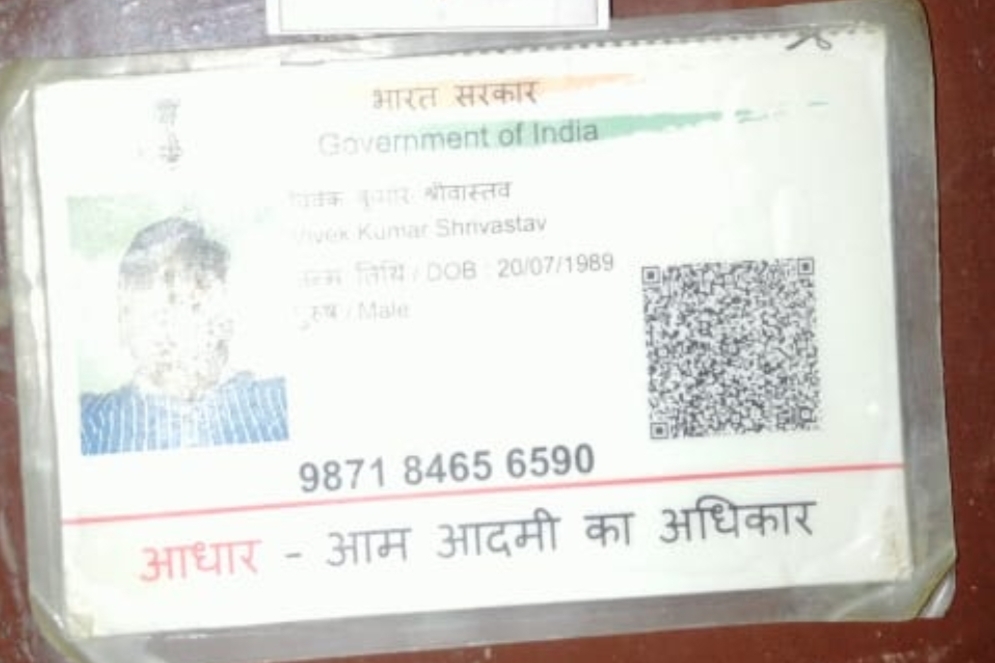 भारत सरकार
Government of India
विवेक कुमार श्रीवास्तव
Vivek Kumar Shrivastav
जन्म तिथि / DOB : 20/07/1989
पुरुष / Male
9871 8465 6590
आधार - आम आदमी का अधिकार